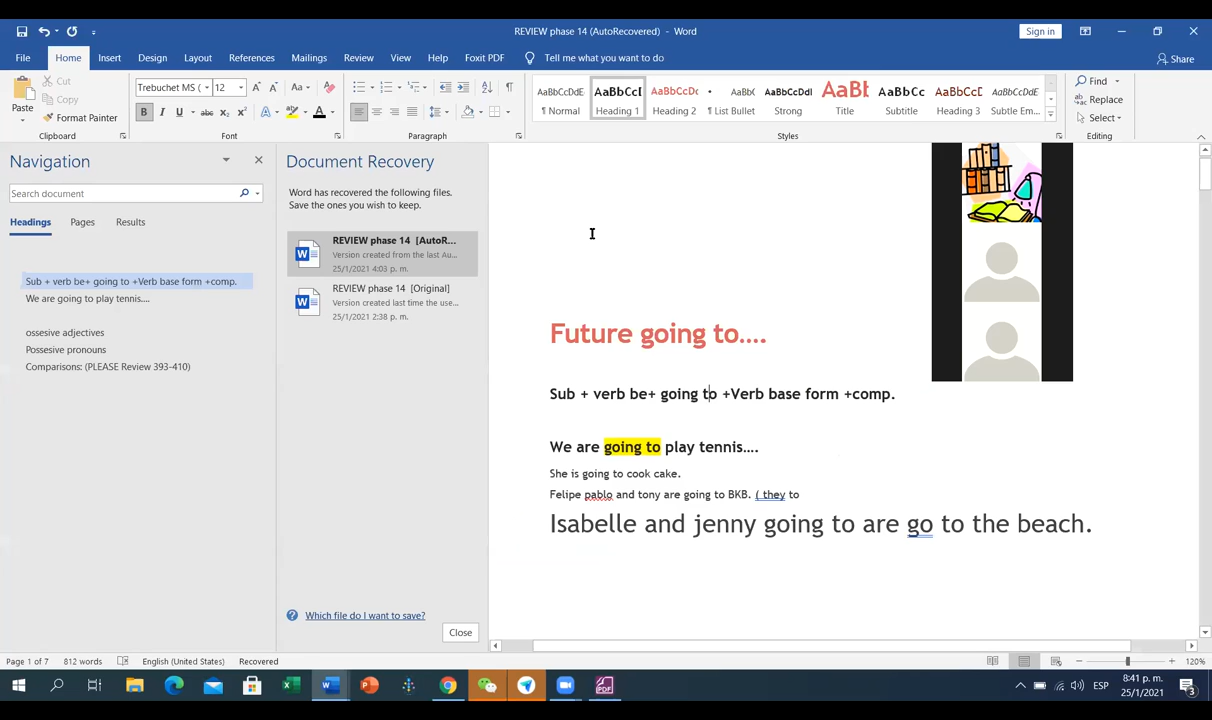 REVIEW phase 14 (AutoRecovered) - Word
Sign in
File Home Insert Design Layout References Mailings Review View Help Foxit PDF Tell me what you want to do
Share
Paste
Cut
Copy
Format Painter
Clipboard
Trebuchet MS ( 12
Font
Paragraph
AaBbCcDdE
¶ Normal
AaBbCc[
Heading 1
AaBbCcDc
Heading 2
AaBb(
¶ List Bullet
AaBbCcDdI
Strong
AaBb
Title
AaBbCc
Subtitle
AaBbCcDD
Heading 3
AaBbCcDdE
Subtle Em...
Styles
Find
Replace
Select
Editing
Navigation
Search document
Headings Pages Results
Sub + verb be+ going to +Verb base form +comp.
We are going to play tennis....
ossesive adjectives
Possesive pronouns
Comparisons: (PLEASE Review 393-410)
Document Recovery
Word has recovered the following files.
Save the ones you wish to keep.
REVIEW phase 14 [AutoR...
Version created from the last Au...
25/1/2021 4:03 p. m.
REVIEW phase 14 [Original]
Version created last time the use...
25/1/2021 2:38 p. m.
Which file do I want to save?
Close
Future going to....
Sub + verb be+ going to +Verb base form +comp.
We are going to play tennis....
She is going to cook cake.
Felipe pablo and tony are going to BKB. ( they to
Isabelle and jenny going to are go to the beach.
Page 1 of 7 812 words English (United States) Recovered
120%
ESP
8:41 p. m.
25/1/2021
3